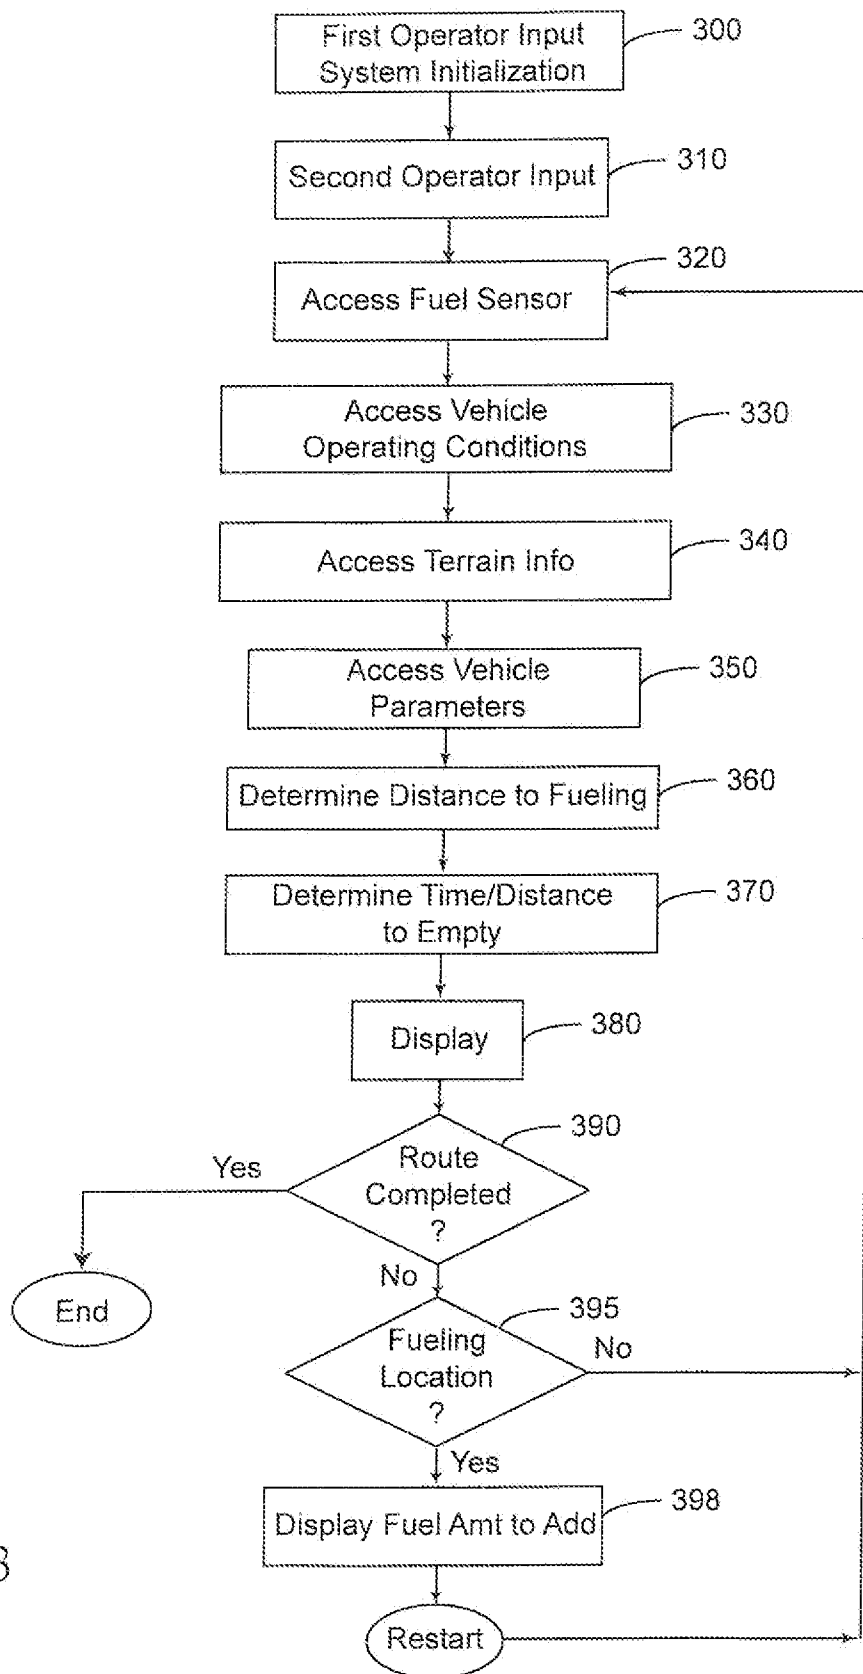 First Operator Input
System Initialization
300
Second Operator Input
310
320
Access Fuel Sensor
Access Vehicle
Operating Conditions
330
Access Terrain Info
340
Access Vehicle
Parameters
350
Determine Distance to Fueling
360
Determine Time/Distance
to Empty
370
Display
380
390
Route
Completed
?
Yes
End
No
395
Fueling
Location
?
No
Yes
Display Fuel Amt to Add
398
Restart